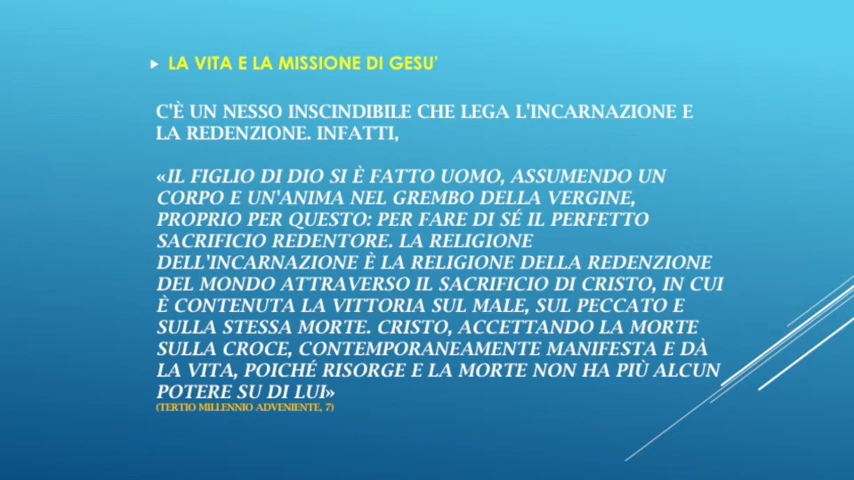 LA VITA E LA MISSIONE DI GESU'
C'È UN NESSO INSCINDIBILE CHE LEGA L'INCARNAZIONE E
LA REDENZIONE. INFATTI,
«IL FIGLIO DI DIO SI È FATTO UOMO, ASSUMENDO UN
CORPO E UN'ANIMA NEL GREMBO DELLA VERGINE,
PROPRIO PER QUESTO: PER FARE DI SÉ IL PERFETTO
SACRIFICIO REDENTORE. LA RELIGIONE
DELL'INCARNAZIONE È LA RELIGIONE DELLA REDENZIONE
DEL MONDO ATTRAVERSO IL SACRIFICIO DI CRISTO, IN CUI
È CONTENUTA LA VITTORIA SUL MALE, SUL PECCATO E
SULLA STESSA MORTE. CRISTO, ACCETTANDO LA MORTE
SULLA CROCE, CONTEMPORANEAMENTE MANIFESTA E DÀ
LA VITA, POICHÉ RISORGE E LA MORTE NON HA PIÙ ALCUN
POTERE SU DI LUI»
(TERTIO MILLENNIO ADVENIENTE, 7)